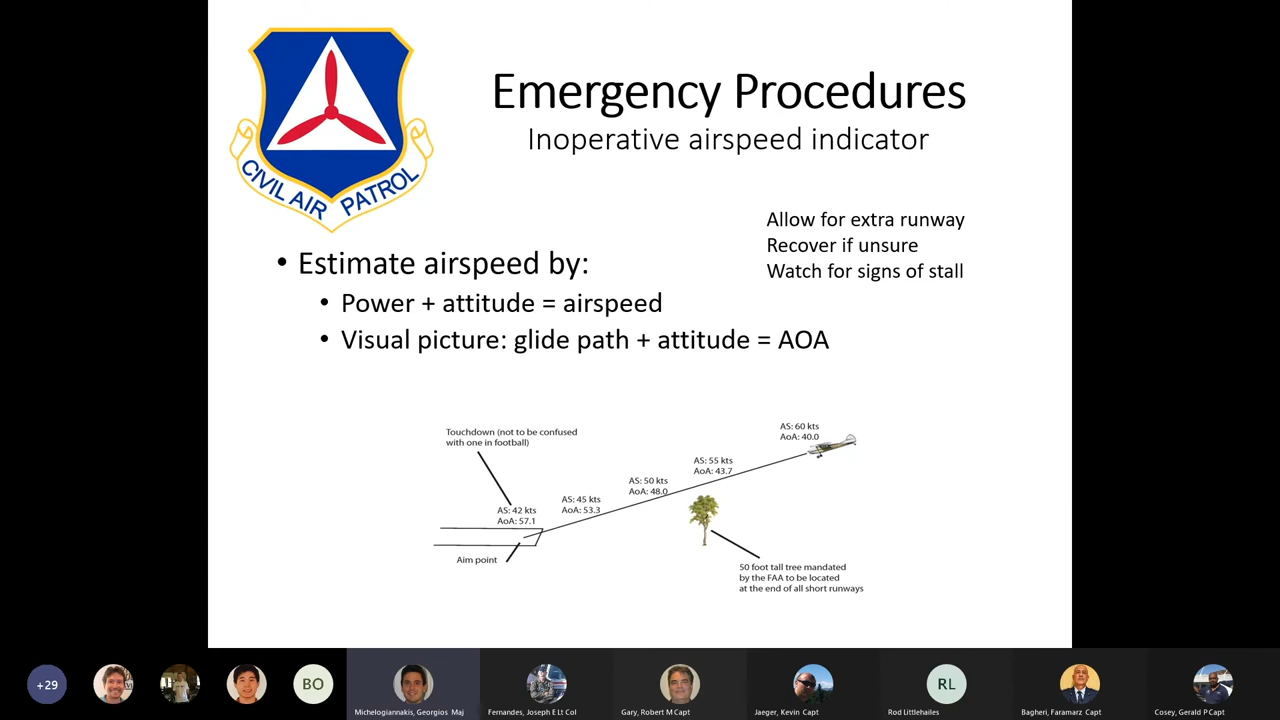 Emergency Procedures
Inoperative airspeed indicator
CIVIL AIR PATROL
Allow for extra runway
Recover if unsure
Watch for signs of stall
• Estimate airspeed by:
• Power + attitude = airspeed
• Visual picture: glide path + attitude = AOA
Touchdown (not to be confused
with one in football)
AS: 60 kts
AoA: 40.0
AS: 55 kts
AoA: 43.7
AS: 50 kts
AoA: 48.0
AS: 45 kts
AoA: 53.3
AS: 42 kts
AoA: 57.1
Aim point
50 foot tall tree mandated
by the FAA to be located
at the end of all short runways
+29
BO
RL
Michelogiannakis, Georgios Maj
Fernandes, Joseph E Lt Col
Gary, Robert M Capt
Jaeger, Kevin Capt
Rod Littlehailes
Bagheri, Faramarz Capt
Cosey, Gerald P Capt